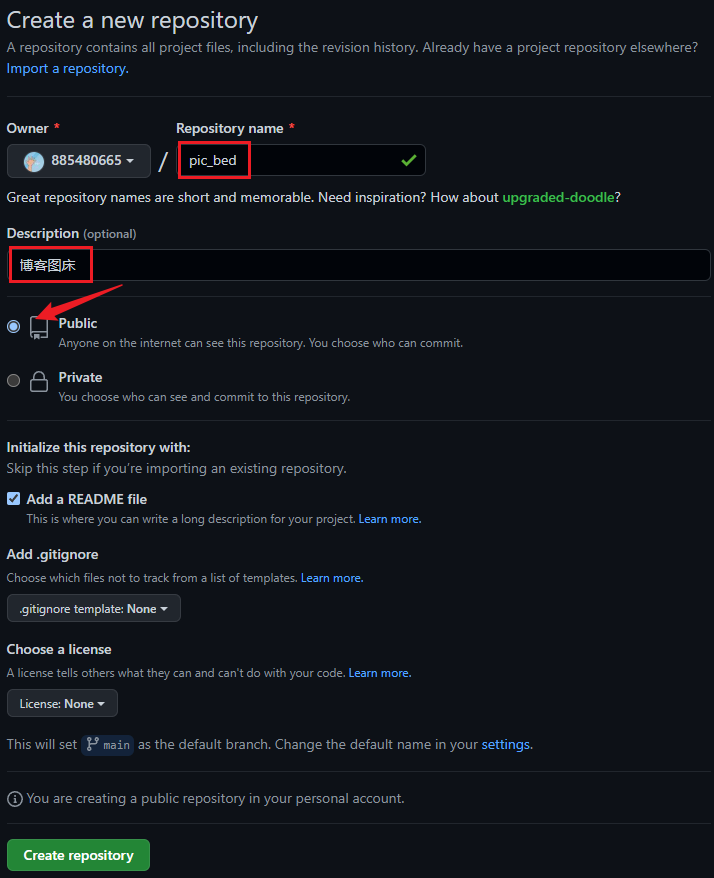 Create a new repository
A repository contains all project files, including the revision history. Already have a project repository elsewhere?
Import a repository.
Owner * Repository name *
885480665 / pic_bed
Great repository names are short and memorable. Need inspiration? How about upgraded-doodle?
Description (optional)
博客图床
Public
Anyone on the internet can see this repository. You choose who can commit.
Private
You choose who can see and commit to this repository.
Initialize this repository with:
Skip this step if you're importing an existing repository.
Add a README file
This is where you can write a long description for your project. Learn more.
Add .gitignore
Choose which files not to track from a list of templates. Learn more.
.gitignore template: None
Choose a license
A license tells others what they can and can't do with your code. Learn more.
License: None
This will set main as the default branch. Change the default name in your settings.
You are creating a public repository in your personal account.
Create repository